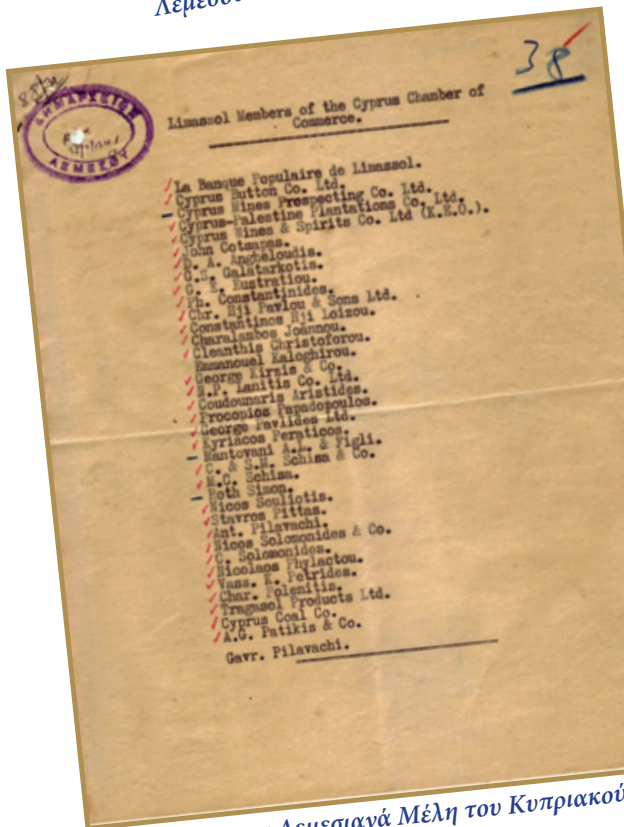 38
ΔΗΜΑΡΧΕΙΟΝ
ΛΕΜΕΣΟΥ
Limassol Members of the Cyprus Chamber of
Commerce.
La Banque Populaire de Limassol.
Cyprus Button Co. Ltd.
Cyprus Mines Prospecting Co. Ltd.
Cyprus-Palestine Plantations Co. Ltd.
Cyprus Wines & Spirits Co. Ltd (K.E.O.).
John Cotsapas.
D. A. Angheloudis.
G.S. Galatarkotis.
G. E. Eustratiou.
Ph. Constantinides.
Chr. Hji Pavlou & Sons Ltd.
Constantinos Hji Loizou.
Charalambos Joannou.
Cleanthis Christoforou.
Emmanouel Kaloghirou.
George Kirzis & Co.
N.P. Lanitis Co. Ltd.
Coudounaris Aristides.
Procopios Papadopoulos.
George Pavlides Ltd.
Kyriacos Peraticos.
Mantovani A.L. & Figli.
C. & S.M. Schiza & Co.
M.C. Schiza.
Roth Simon.
Nicos Souliotis.
Stavros Pittas.
Ant. Pilavachi.
Nicos Solomonides & Co.
C. Solomonides.
Nicolaos Phylactou.
Vass. E. Petrides.
Char. Polemitis.
Tragasol Products Ltd.
Cyprus Coal Co.
A.G. Patikis & Co.
Gavr. Pilavachi.
Λεμεσιανά Μέλη του Κυπριακού